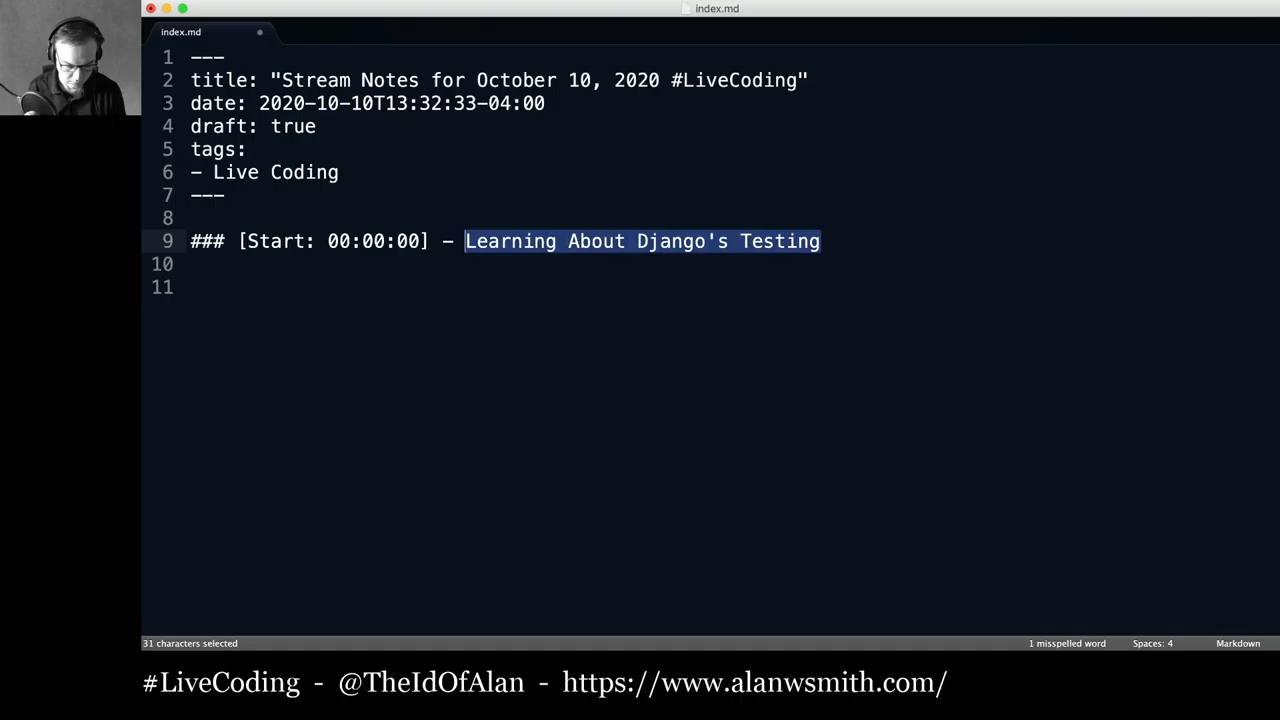 index.md
index.md
1 ---
2 title: "Stream Notes for October 10, 2020 #LiveCoding"
3 date: 2020-10-10T13:32:33-04:00
4 draft: true
5 tags:
6 - Live Coding
7 ---
8
9 ### [Start: 00:00:00] - Learning About Django's Testing
10
11
31 characters selected 1 misspelled word Spaces: 4 Markdown
#LiveCoding - @TheIdOfAlan - https://www.alanwsmith.com/